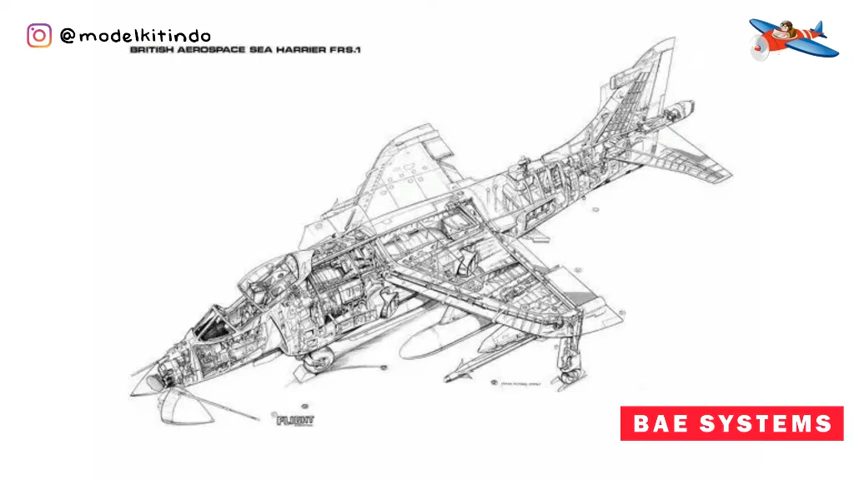 @modelkitindo
BRITISH AEROSPACE SEA HARRIER FRS.1
FLIGHT
BAE SYSTEMS